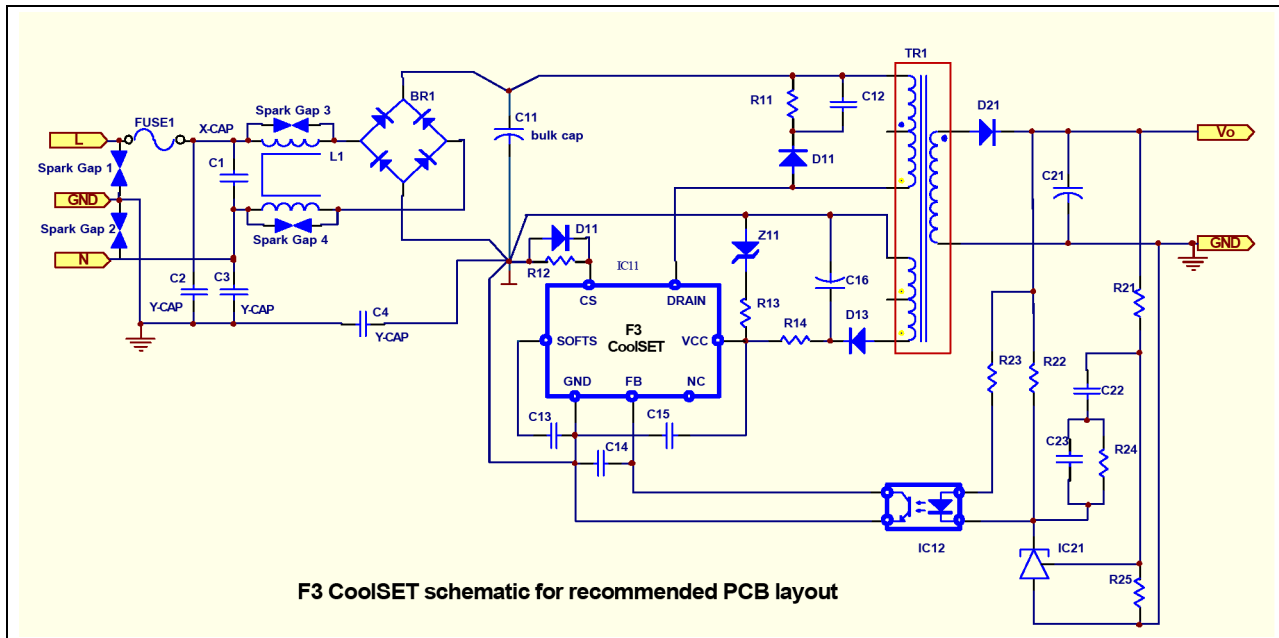 TR1
BR1
Spark Gap 3
FUSE1
X-CAP
C11
bulk cap
R11
C12
D21
L
Vo
Spark Gap 1
C1
L1
D11
C21
GND
Spark Gap 2
Spark Gap 4
N
D11
Z11
GND
R12
IC11
C2
C3
Y-CAP
Y-CAP
CS
DRAIN
C16
R13
R21
C4
Y-CAP
F3
CoolSET
SOFTS
VCC
R14
D13
R23
R22
GND
FB
NC
C22
C13
C15
C14
C23
R24
IC12
IC21
R25
F3 CoolSET schematic for recommended PCB layout